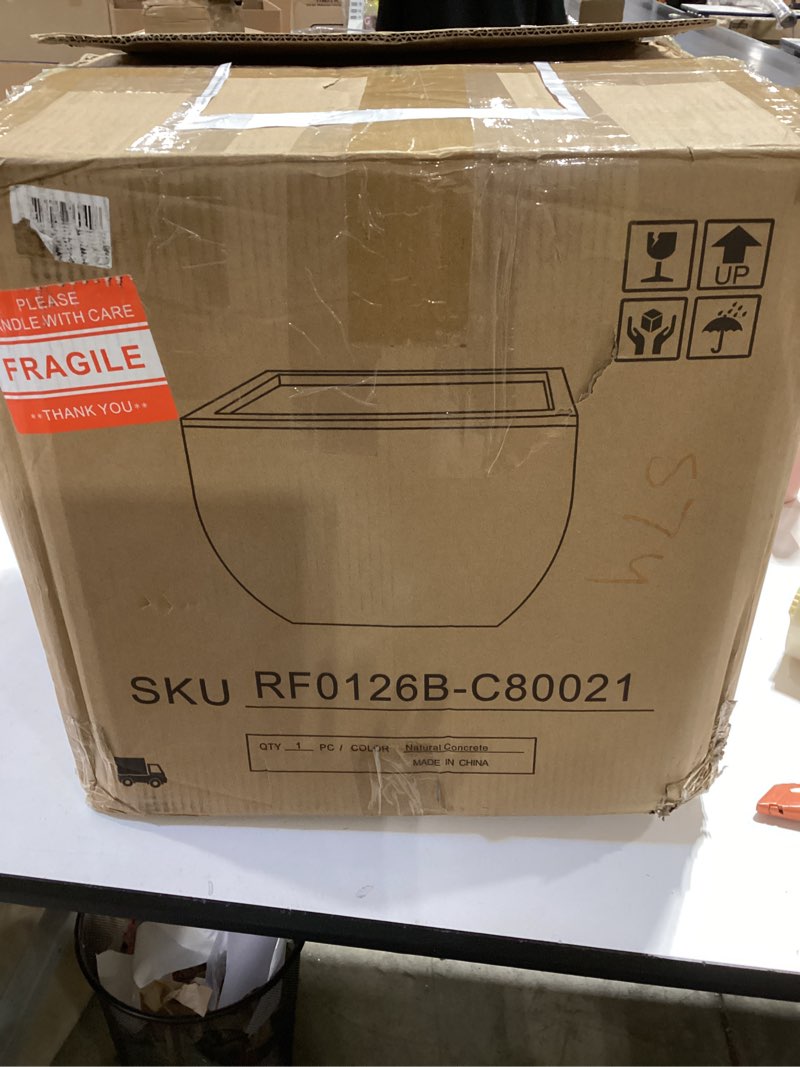 PLEASE
NDLE WITH CARE
FRAGILE
**THANK YOU**
UP
S74
SKU RF0126B-C80021
QTY 1 PC / COLOR Natural Concrete
MADE IN CHINA